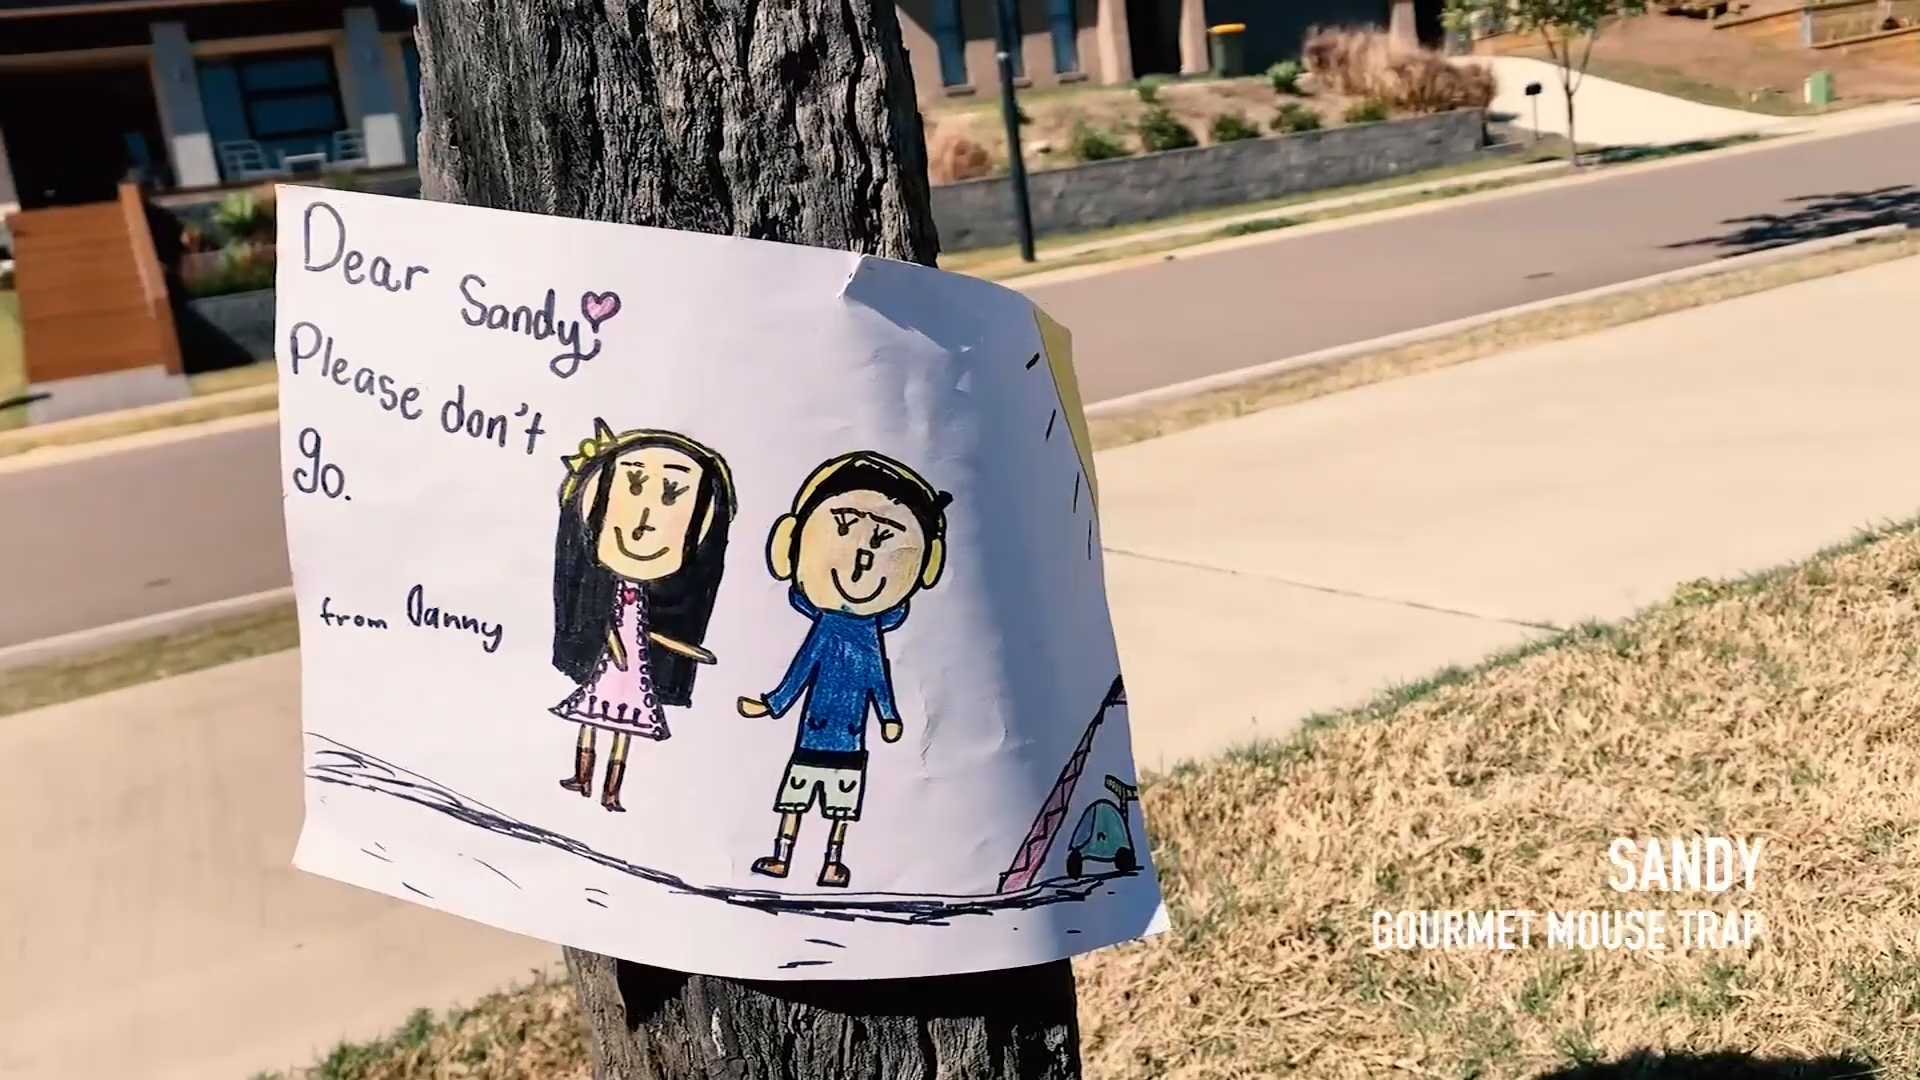 Dear Sandy
Please don't
go.
from Danny
SANDY
GOURMET MOUSE TRAP